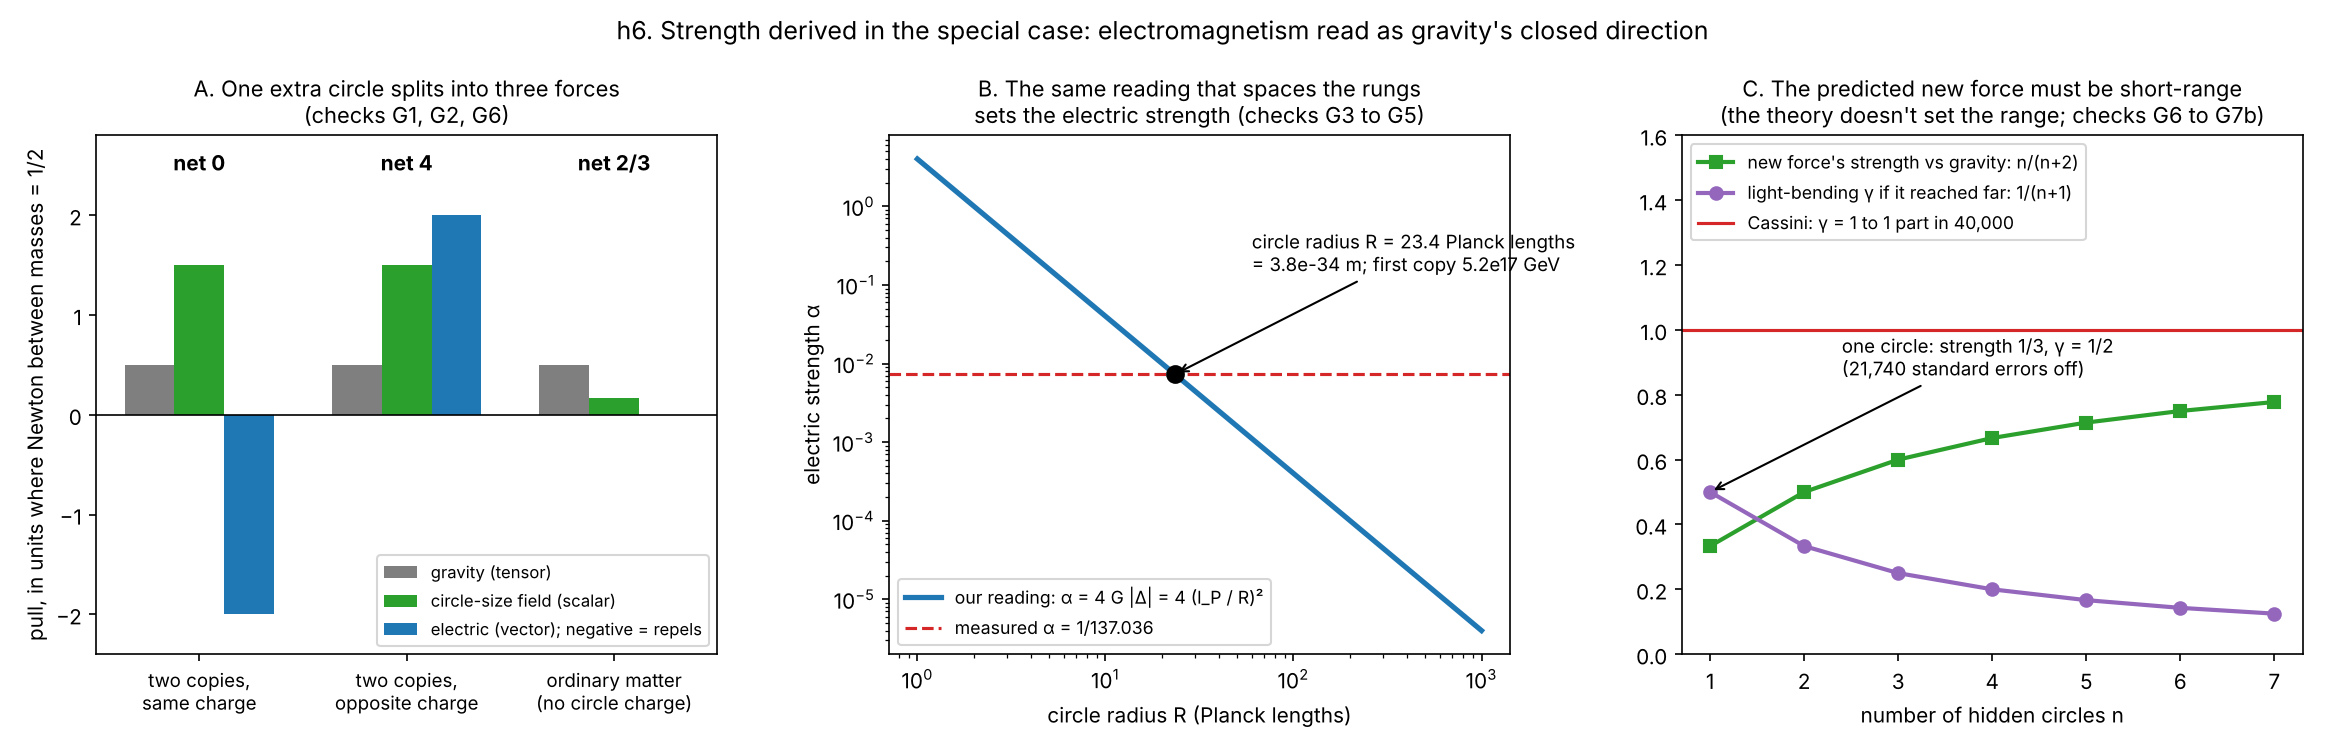 h6. Strength derived in the special case: electromagnetism read as gravity's closed direction
A. One extra circle splits into three forces
(checks G1, G2, G6)
pull, in units where Newton between masses = 1/2
2
1
0
−1
−2
net 0
net 4
net 2/3
gravity (tensor)
circle-size field (scalar)
electric (vector); negative = repels
two copies,
same charge
two copies,
opposite charge
ordinary matter
(no circle charge)
B. The same reading that spaces the rungs
sets the electric strength (checks G3 to G5)
electric strength α
10⁰
10⁻¹
10⁻²
10⁻³
10⁻⁴
10⁻⁵
circle radius R = 23.4 Planck lengths
= 3.8e-34 m; first copy 5.2e17 GeV
our reading: α = 4 G |Δ| = 4 (l_P / R)²
measured α = 1/137.036
10⁰
10¹
10²
10³
circle radius R (Planck lengths)
C. The predicted new force must be short-range
(the theory doesn't set the range; checks G6 to G7b)
1.6
1.4
1.2
1.0
0.8
0.6
0.4
0.2
0.0
new force's strength vs gravity: n/(n+2)
light-bending γ if it reached far: 1/(n+1)
Cassini: γ = 1 to 1 part in 40,000
one circle: strength 1/3, γ = 1/2
(21,740 standard errors off)
1
2
3
4
5
6
7
number of hidden circles n